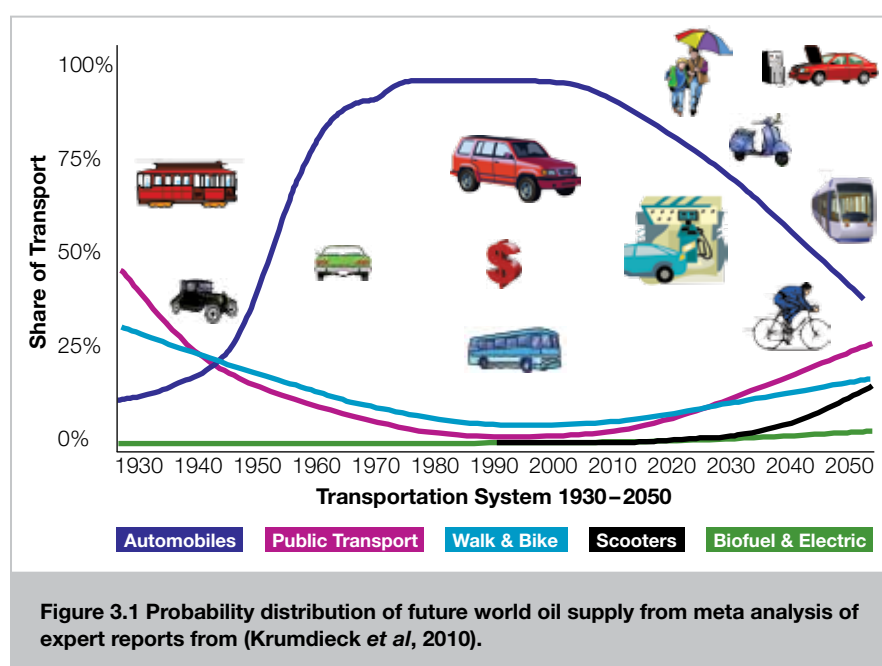 100%
75%
50%
25%
0%
Share of Transport
1930 1940 1950 1960 1970 1980 1990 2000 2010 2020 2030 2040 2050
Transportation System 1930–2050
Automobiles Public Transport Walk & Bike Scooters Biofuel & Electric
$
Figure 3.1 Probability distribution of future world oil supply from meta analysis of
expert reports from (Krumdieck et al, 2010).